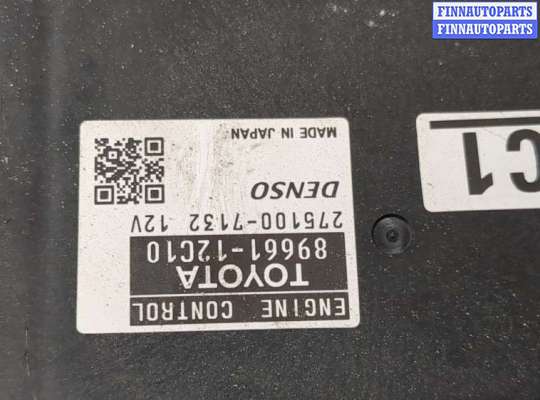 FINNAUTOPARTS
FINNAUTOPARTS
ENGINE CONTROL
TOYOTA
89661-12C10
275100-7132 12V
DENSO
MADE IN JAPAN
C1